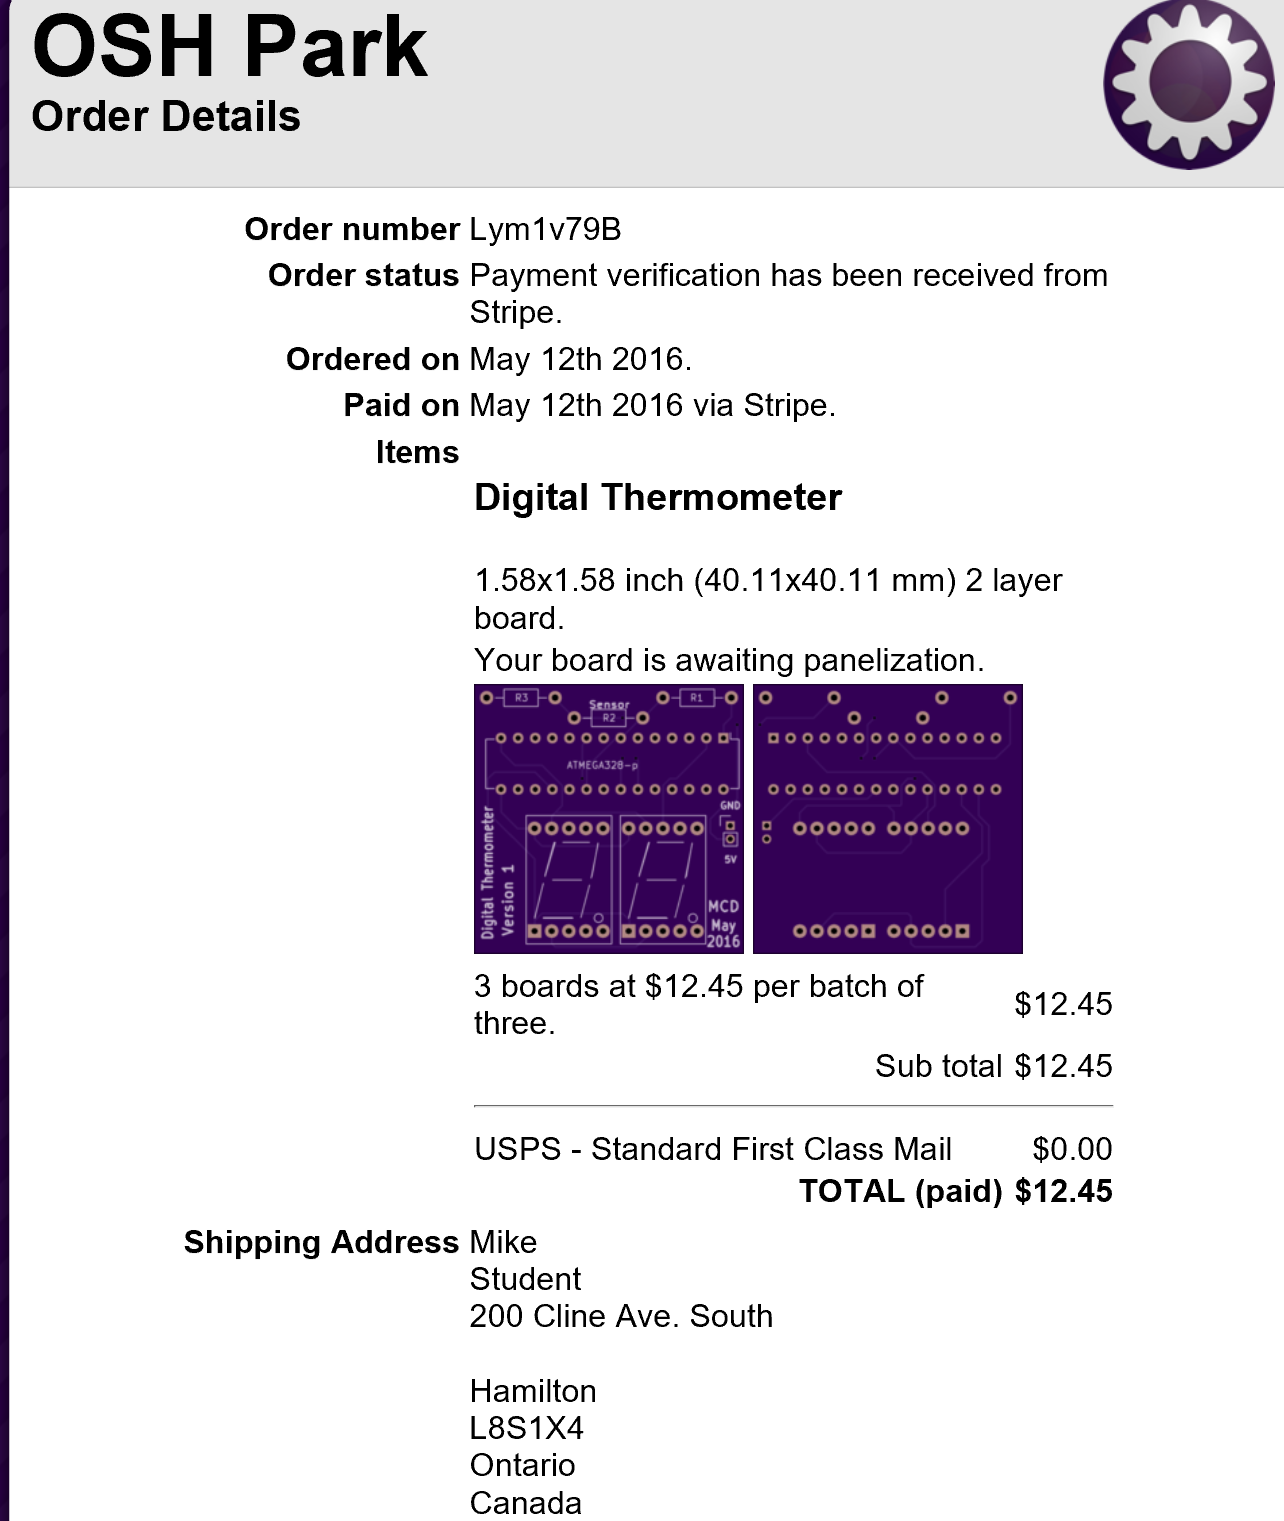 OSH Park
Order Details
Order number Lym1v79B
Order status Payment verification has been received from
Stripe.
Ordered on May 12th 2016.
Paid on May 12th 2016 via Stripe.
Items
Digital Thermometer
1.58x1.58 inch (40.11x40.11 mm) 2 layer
board.
Your board is awaiting panelization.
R3
Sensor
R2
R1
ATMEGA328-p
GND
5V
Digital Thermometer
Version 1
MCD
May
2016
3 boards at $12.45 per batch of
three.
$12.45
Sub total $12.45
USPS - Standard First Class Mail $0.00
TOTAL (paid) $12.45
Shipping Address Mike
Student
200 Cline Ave. South
Hamilton
L8S1X4
Ontario
Canada